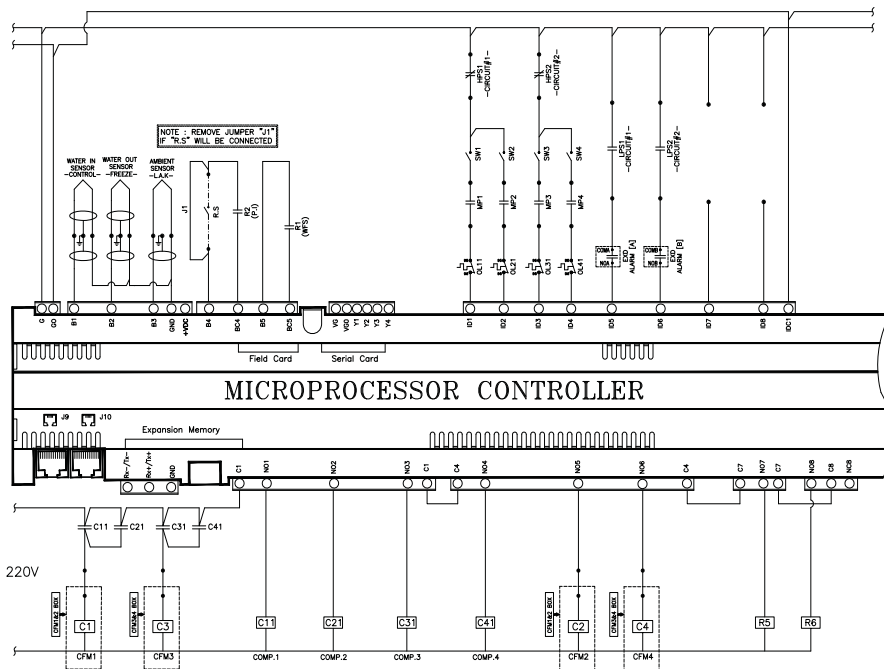 NOTE : REMOVE JUMPER "J1"
IF "R.S" WILL BE CONNECTED
WATER IN
SENSOR
-CONTROL-
WATER OUT
SENSOR
-FREEZE-
AMBIENT
SENSOR
-L.A.K-
J1
R.S
R2
(P.I)
R1
(WFS)
HPS1
-CIRCUIT#1-
HPS2
-CIRCUIT#2-
SW1
SW2
SW3
SW4
LPS1
-CIRCUIT#1-
LPS2
-CIRCUIT#2-
MP1
MP2
MP3
MP4
OL11
OL21
OL31
OL41
COMA
NOA
EXD [A]
ALARM
COMB
NOB
EXD [B]
ALARM
G
G0
B1
B2
B3
GND
+VDC
B4
BC4
B5
BC5
VG
VG0
Y1
Y2
Y3
Y4
ID1
ID2
ID3
ID4
ID5
ID6
ID7
ID8
IDC1
Field Card
Serial Card
MICROPROCESSOR CONTROLLER
J9
J10
Expansion Memory
Rx-/Tx-
Rx+/Tx+
GND
C1
NO1
NO2
NO3
C1
C4
NO4
NO5
NO6
C4
C7
NO7
C7
NO8
C8
NC8
C11
C21
C31
C41
220V
CFM1&2 BOX
C1
CFM1
CFM3&4 BOX
C3
CFM3
C11
COMP.1
C21
COMP.2
C31
COMP.3
C41
COMP.4
CFM1&2 BOX
C2
CFM2
CFM3&4 BOX
C4
CFM4
R5
R6